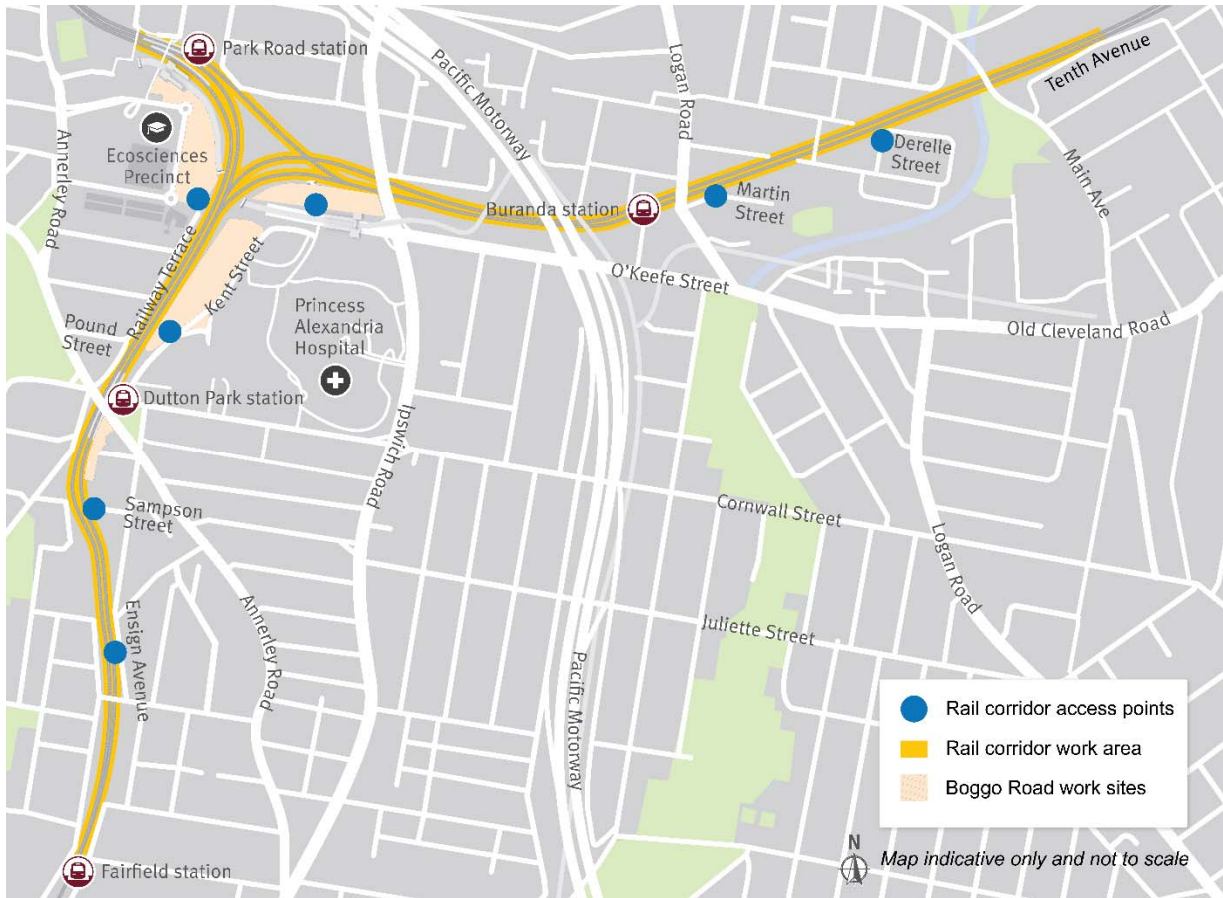 Park Road station
Pacific Motorway
Logan Road
Tenth Avenue
Annerley Road
Ecosciences
Precinct
Derelle
Street
Main Ave
Buranda station
Martin
Street
Railway Terrace
Kent Street
O'Keefe Street
Princess
Alexandria
Hospital
Pound
Street
Old Cleveland Road
Dutton Park station
Ipswich Road
Sampson
Street
Cornwall Street
Logan Road
Ensign Avenue
Annerley Road
Juliette Street
Pacific Motorway
Rail corridor access points
Rail corridor work area
Boggo Road work sites
Fairfield station
N
Map indicative only and not to scale